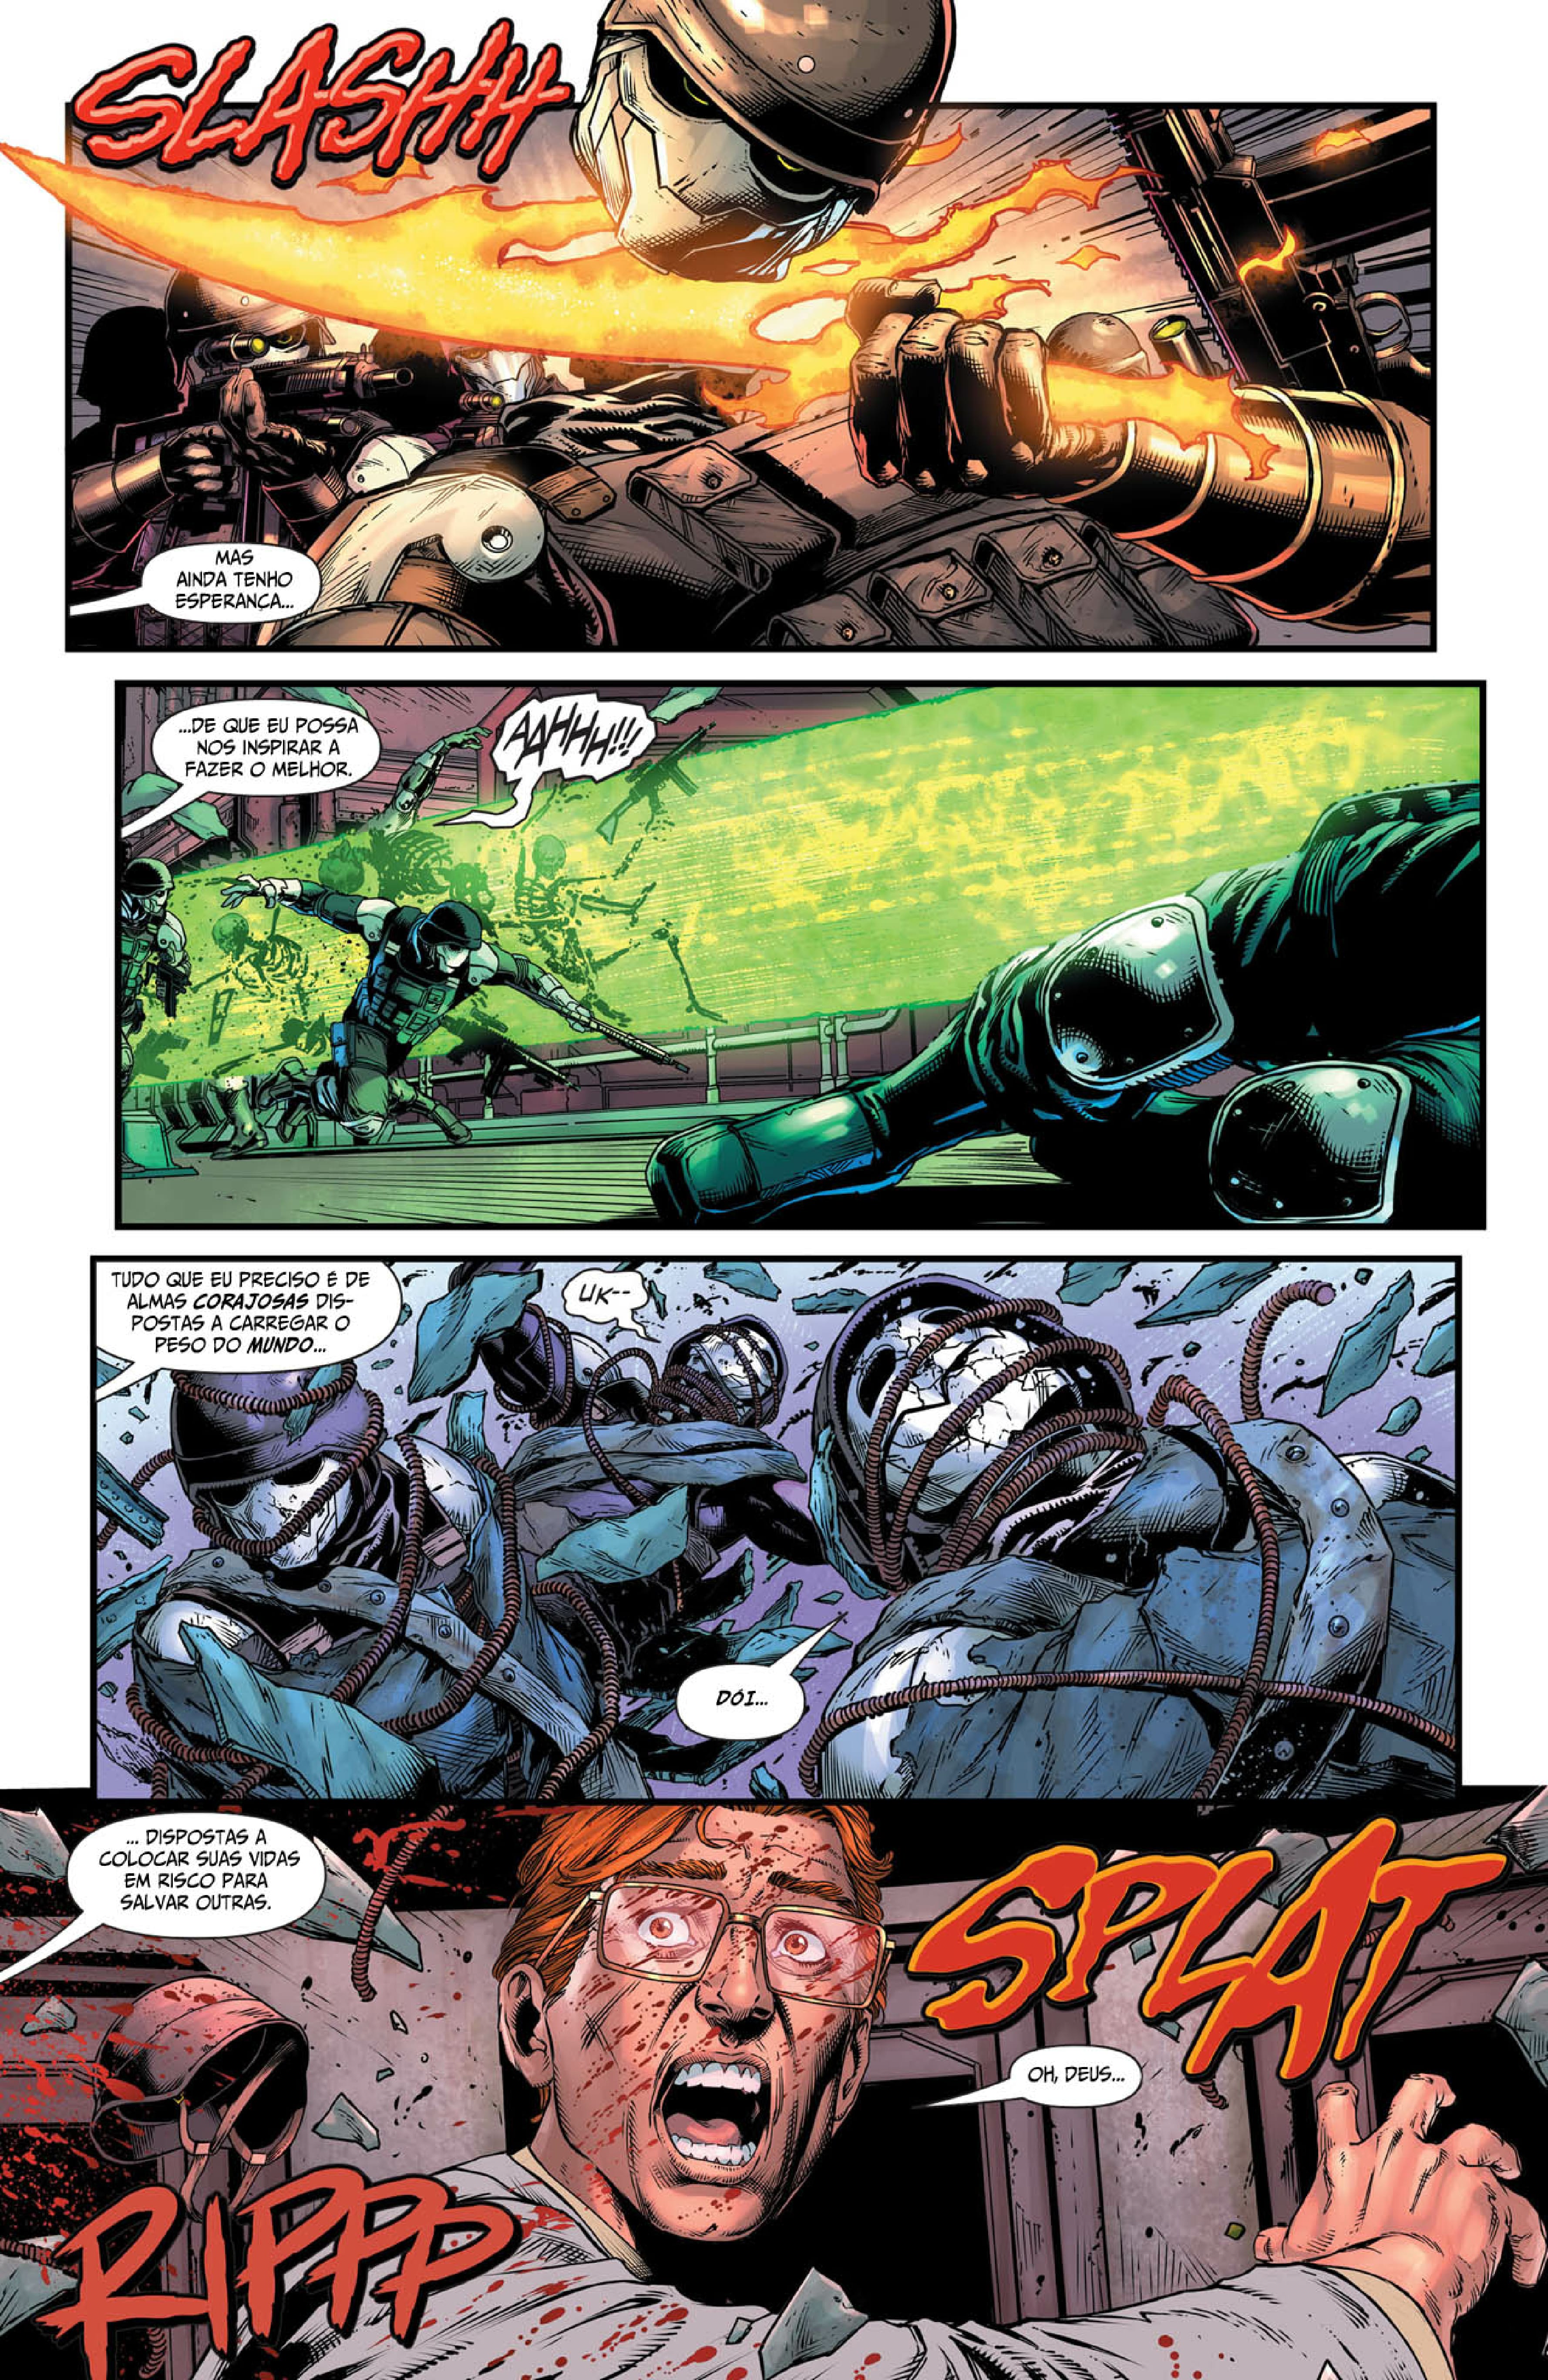 SLASHH
MAS
AINDA TENHO
ESPERANÇA...
...DE QUE EU POSSA
NOS INSPIRAR A
FAZER O MELHOR.
AAHHH!!!
TUDO QUE EU PRECISO É DE
ALMAS CORAJOSAS DIS-
POSTAS A CARREGAR O
PESO DO MUNDO...
UK--
DÓI...
... DISPOSTAS A
COLOCAR SUAS VIDAS
EM RISCO PARA
SALVAR OUTRAS.
SPLAT
OH, DEUS...
RIPPP